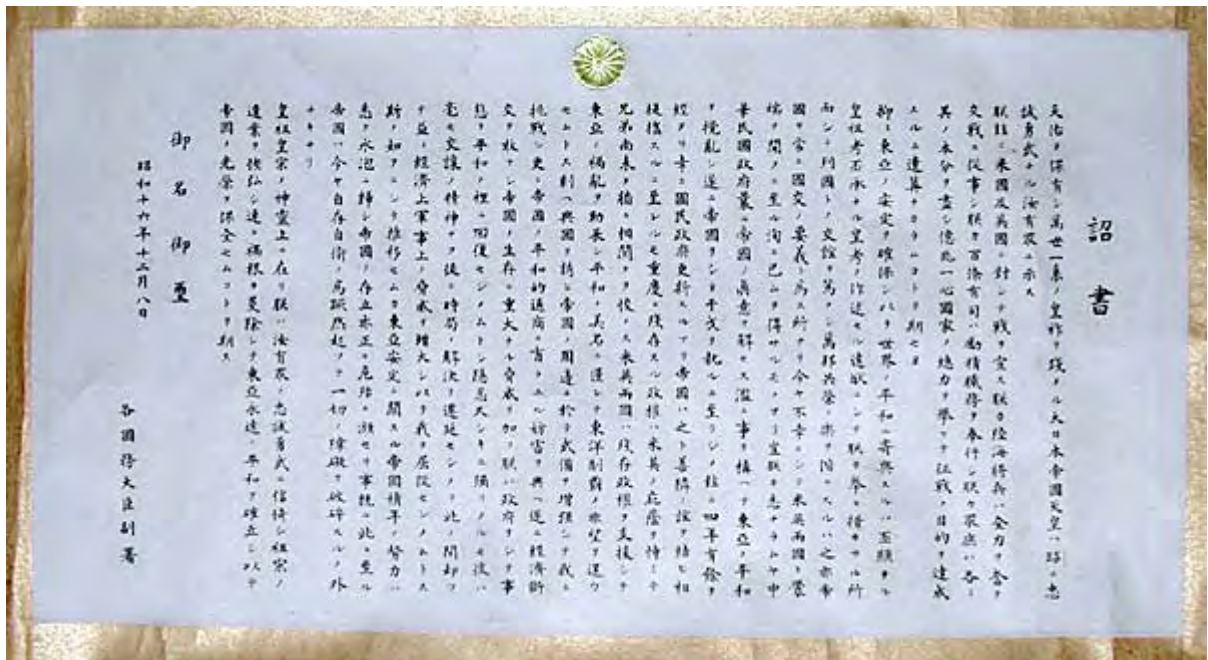 詔書
天佑ヲ保有シ萬世一系ノ皇祚ヲ踐メル大日本帝國天皇ハ昭ニ忠
誠勇武ナル汝有衆ニ示ス
朕茲ニ米國及英國ニ對シテ戰ヲ宣ス朕カ陸海將兵ハ全力ヲ奮テ
交戰ニ從事シ朕カ百僚有司ハ勵精職務ヲ奉行シ朕カ衆庶ハ各々
其ノ本分ヲ盡シ億兆一心國家ノ總力ヲ擧ケテ征戰ノ目的ヲ達成
スルニ遺算ナカラムコトヲ期セヨ
抑々東亞ノ安定ヲ確保シ以テ世界ノ平和ニ寄與スルハ丕顯ナル
皇祖考丕承ナル皇考ノ作述セル遠猷ニシテ朕カ拳々措カサル所
而シテ列國トノ交誼ヲ篤クシ萬邦共榮ノ樂ヲ偕ニスルハ之亦帝
國カ常ニ國交ノ要義ト爲ス所ナリ今ヤ不幸ニシテ米英兩國ト釁
端ヲ開クニ至ル洵ニ已ムヲ得サルモノアリ豈朕カ志ナラムヤ中
華民國政府曩ニ帝國ノ眞意ヲ解セス濫ニ事ヲ構ヘテ東亞ノ平和
ヲ攪亂シ遂ニ帝國ヲシテ干戈ヲ執ルニ至ラシメ茲ニ四年有餘ヲ
經タリ幸ニ國民政府更新スルアリ帝國ハ之ト善隣ノ誼ヲ結ヒ相
提携スルニ至レルモ重慶ニ殘存スル政權ハ米英ノ庇蔭ヲ恃ミテ
兄弟尚未タ牆ニ相鬩クヲ悛メス米英兩國ハ殘存政權ヲ支援シテ
東亞ノ禍亂ヲ助長シ平和ノ美名ニ匿レテ東洋制覇ノ非望ヲ逞ウ
セムトス剩ヘ與國ヲ誘ヒ帝國ノ周邊ニ於テ武備ヲ增強シテ我ニ
挑戰シ更ニ帝國ノ平和的通商ニ有ラユル妨害ヲ與ヘ遂ニ經濟斷
交ヲ敢テシ帝國ノ生存ニ重大ナル脅威ヲ加フ朕ハ政府ヲシテ事
態ヲ平和ノ裡ニ囘復セシメムトシ隱忍久シキニ彌リタルモ彼ハ
毫モ交讓ノ精神ナク徒ニ時局ノ解決ヲ遷延セシメテ此ノ間却ツ
テ益々經濟上軍事上ノ脅威ヲ增大シ以テ我ヲ屈從セシメムトス
斯ノ如クニシテ推移セムカ東亞安定ニ關スル帝國積年ノ努力ハ
悉ク水泡ニ歸シ帝國ノ存立亦正ニ危殆ニ瀕セリ事既ニ此ニ至ル
帝國ハ今ヤ自存自衞ノ爲蹶然起ツテ一切ノ障礙ヲ破碎スルノ外
ナキナリ
皇祖皇宗ノ神靈上ニ在リ朕ハ汝有衆ノ忠誠勇武ニ信倚シ祖宗ノ
遺業ヲ恢弘シ速ニ禍根ヲ芟除シテ東亞永遠ノ平和ヲ確立シ以テ
帝國ノ光榮ヲ保全セムコトヲ期ス
御名御璽
昭和十六年十二月八日
各國務大臣副署